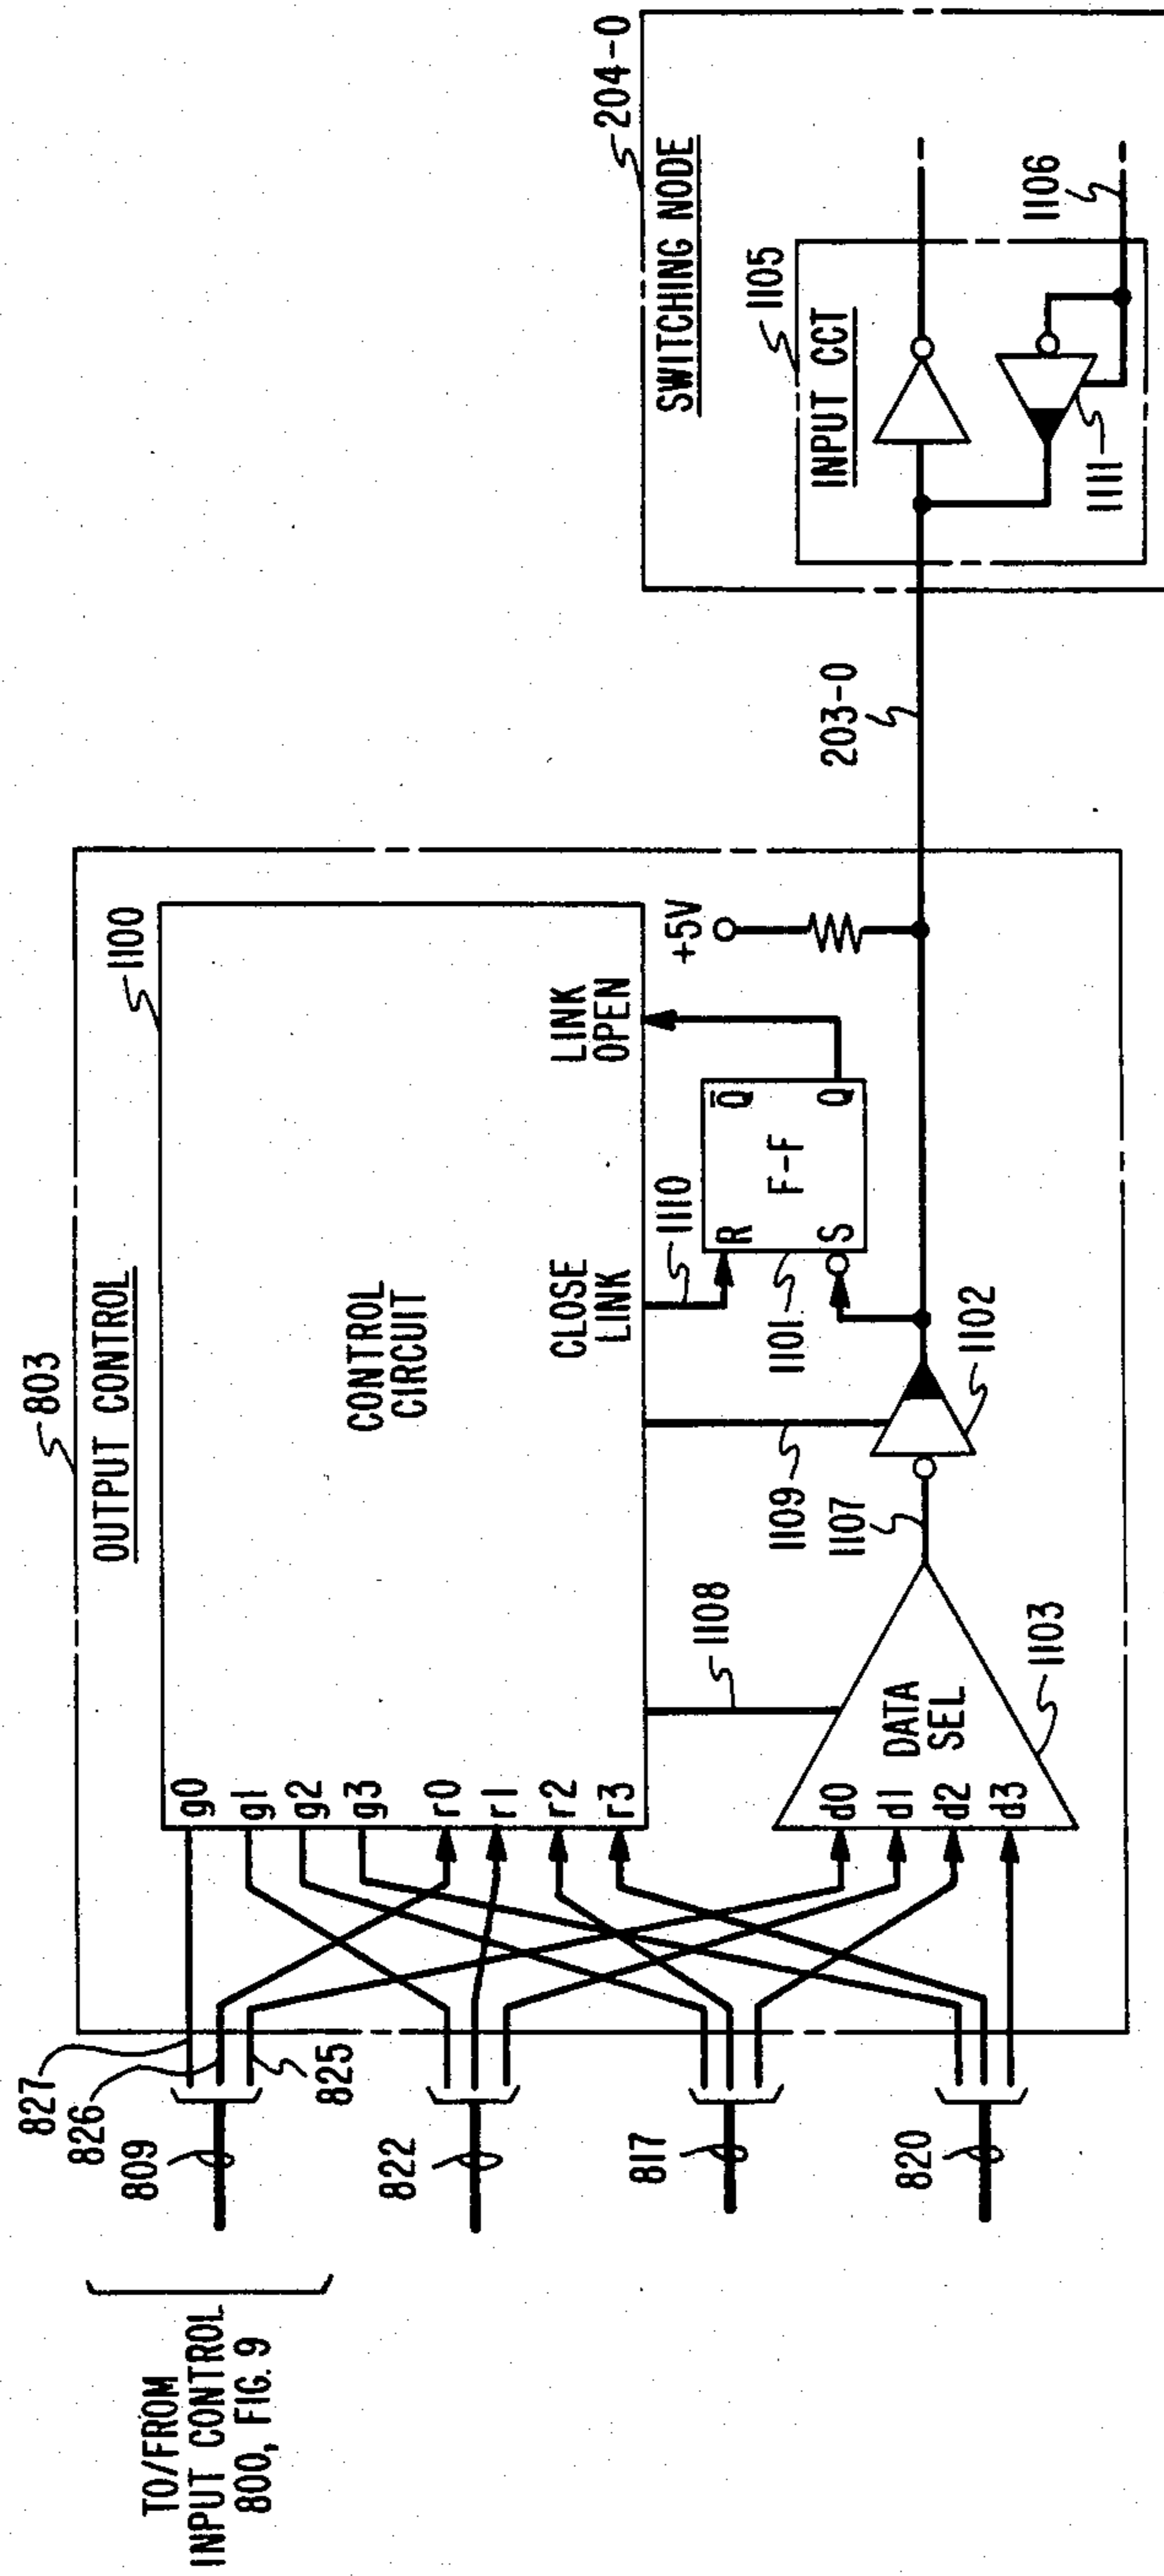 TO/FROM
INPUT CONTROL
800, FIG. 9
827
826
809
825
822
817
820
803
OUTPUT CONTROL
1100
CONTROL
CIRCUIT
g0
g1
g2
g3
r0
r1
r2
r3
CLOSE
LINK
LINK
OPEN
1108
1109
1107
1110
1101
R
S
F-F
Q̅
Q
+5V
DATA
SEL
d0
d1
d2
d3
1103
1102
203-0
204-0
SWITCHING NODE
1105
INPUT CCT
1111
1106